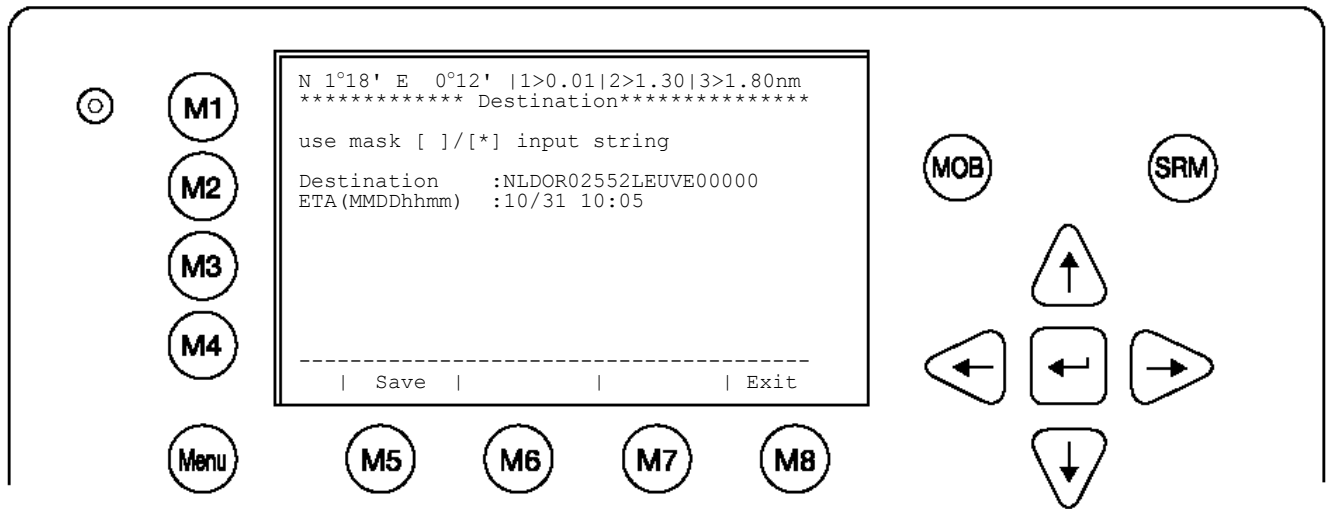 N 1°18' E  0°12' |1>0.01|2>1.30|3>1.80nm
************* Destination***************
use mask [ ]/[*] input string
Destination    :NLDOR02552LEUVE00000
ETA(MMDDhhmm)  :10/31 10:05
----------------------------------------
| Save |          |         | Exit
M1
M2
M3
M4
Menu
M5
M6
M7
M8
MOB
SRM